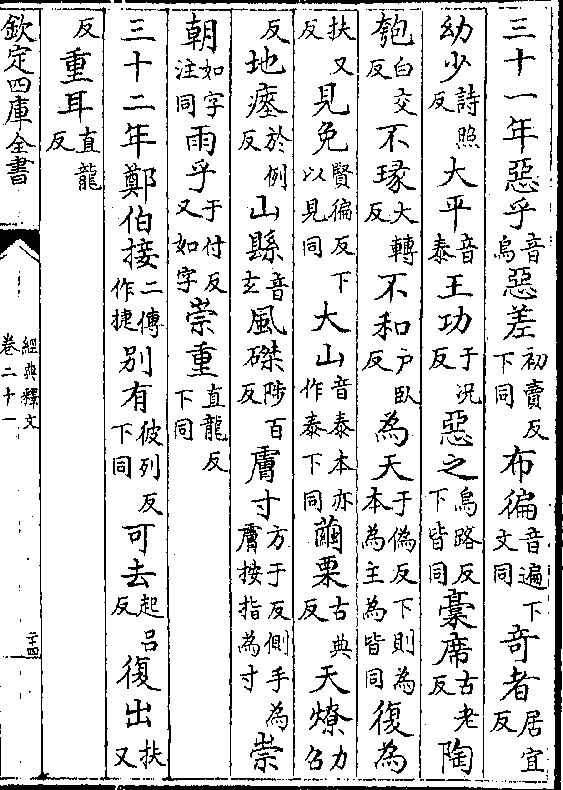 三十一年惡乎音烏惡差初賣反下同布徧音遍下文同奇者居宜反
幼少詩照反大平音泰王功于况反惡之烏路反下皆同稾席古老反陶
匏白交反不瑑大轉反不和戶臥反為天于偽反下則為本為主為皆同復為
扶又反見免賢徧反下以見同大山音泰本亦作泰下同繭栗古典反天燎力召
反地瘞於例反山縣音玄風磔陟百反膚寸方于反側手為膚按指為寸崇
朝如字注同雨乎于付反又如字崇重直龍反下同
三十二年鄭伯接二傳作捷别有彼列反下同可去起吕反復出扶又
反重耳直龍反
欽定四庫全書
經典釋文
卷二十一
二十四